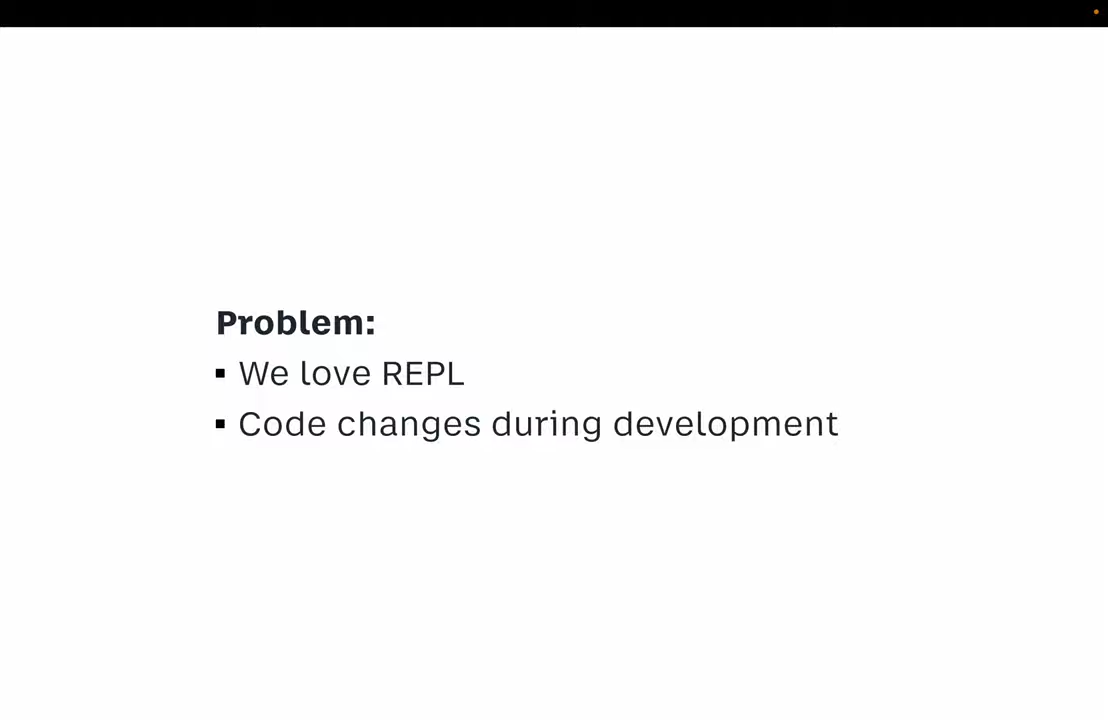 Problem:
▪ We love REPL
▪ Code changes during development